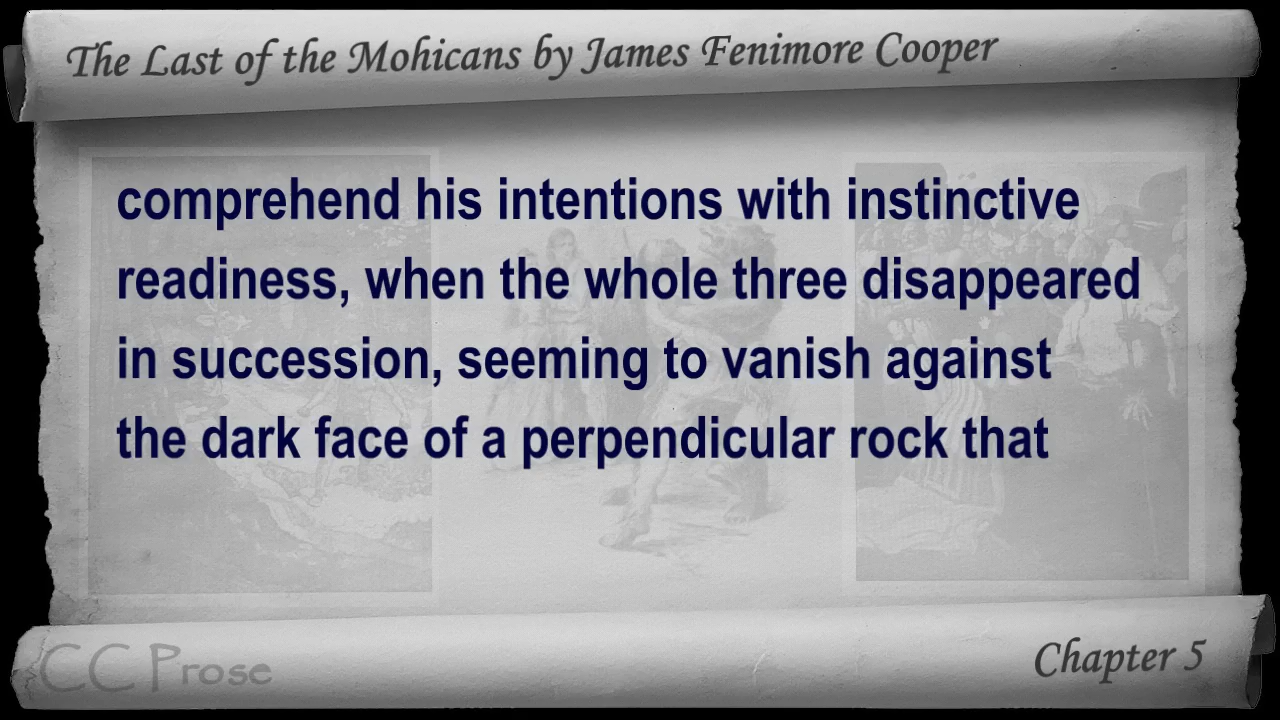 The Last of the Mohicans by James Fenimore Cooper
comprehend his intentions with instinctive
readiness, when the whole three disappeared
in succession, seeming to vanish against
the dark face of a perpendicular rock that
CC Prose
Chapter 5